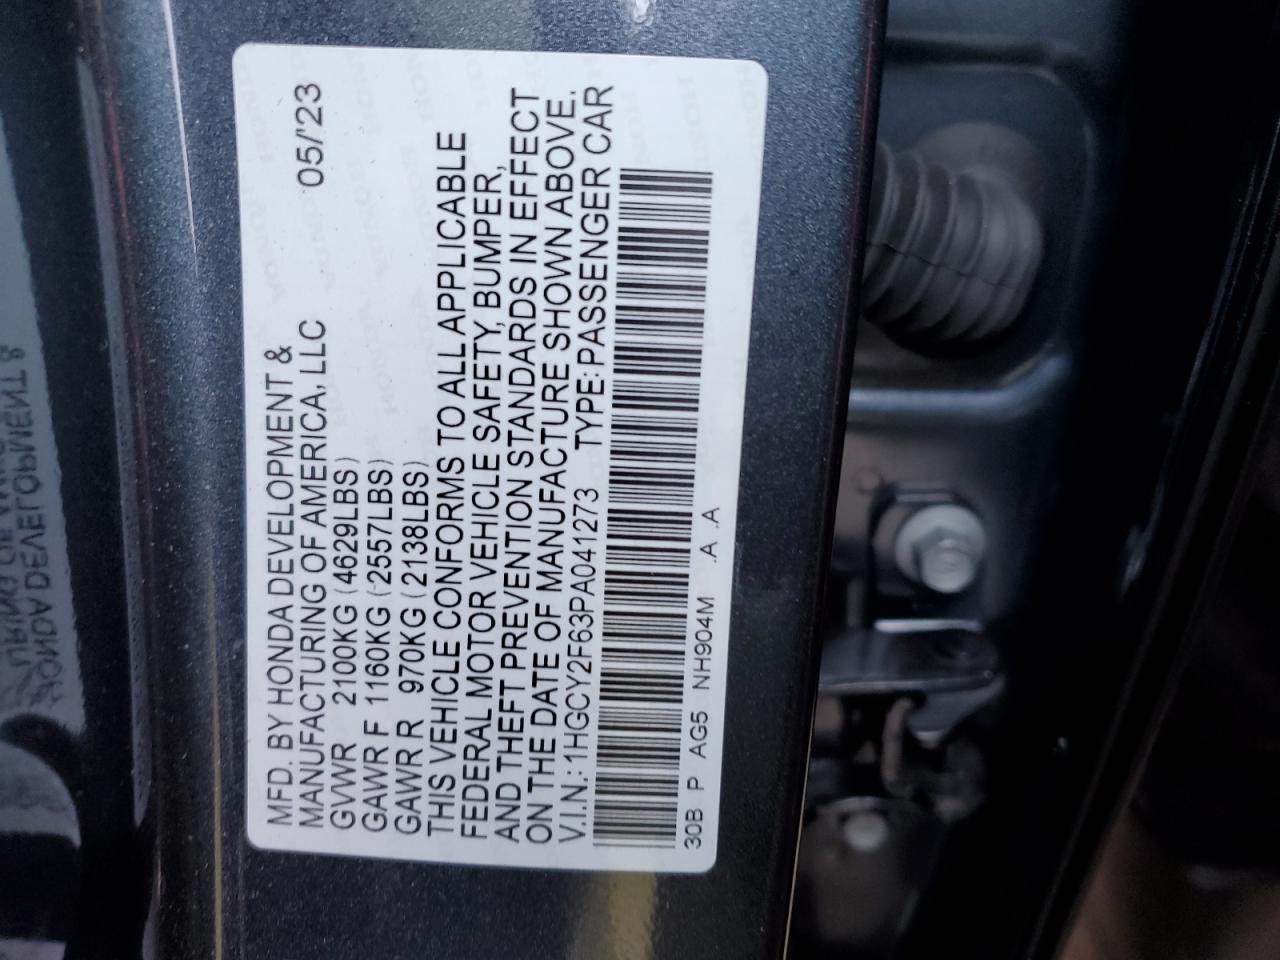 MFD. BY HONDA DEVELOPMENT &
MANUFACTURING OF AMERICA, LLC 05/'23
GVWR 2100KG (4629LBS)
GAWR F 1160KG (2557LBS)
GAWR R 970KG (2138LBS)
THIS VEHICLE CONFORMS TO ALL APPLICABLE
FEDERAL MOTOR VEHICLE SAFETY, BUMPER,
AND THEFT PREVENTION STANDARDS IN EFFECT
ON THE DATE OF MANUFACTURE SHOWN ABOVE.
V.I.N.: 1HGCY2F63PA041273 TYPE: PASSENGER CAR
30B P AG5 NH904M .A .A